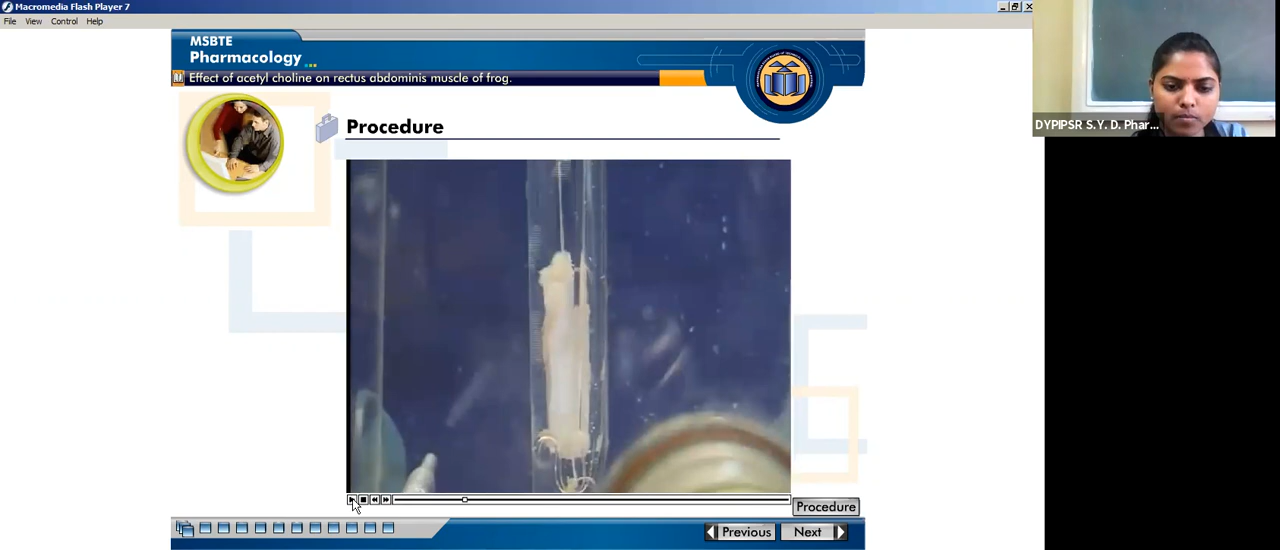 Macromedia Flash Player 7
File View Control Help
MSBTE
Pharmacology
Effect of acetyl choline on rectus abdominis muscle of frog.
Procedure
DYPIPSR S.Y. D. Phar...
Procedure
Previous
Next